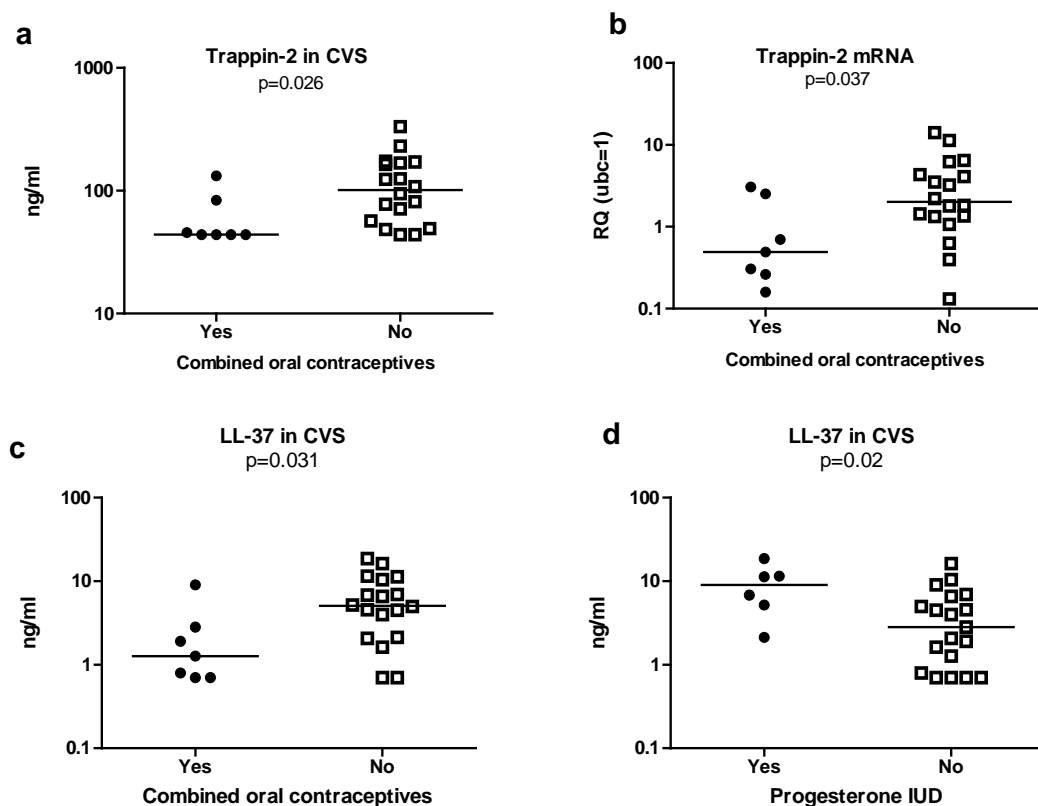 a
Trappin-2 in CVS
p=0.026
1000
100
10
ng/ml
Yes No
Combined oral contraceptives
b
Trappin-2 mRNA
p=0.037
100
10
1
0.1
RQ (ubc=1)
Yes No
Combined oral contraceptives
c
LL-37 in CVS
p=0.031
100
10
1
0.1
ng/ml
Yes No
Combined oral contraceptives
d
LL-37 in CVS
p=0.02
100
10
1
0.1
ng/ml
Yes No
Progesterone IUD